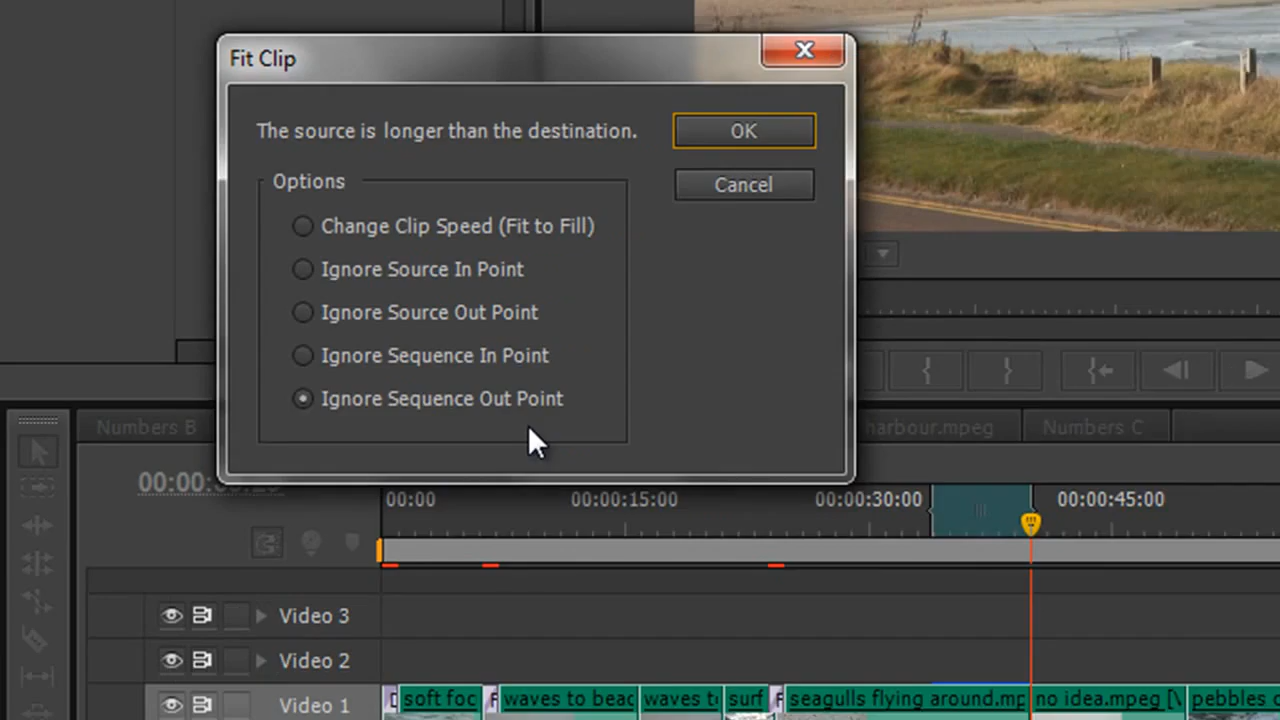 Fit Clip
The source is longer than the destination.
OK
Options
Cancel
Change Clip Speed (Fit to Fill)
Ignore Source In Point
Ignore Source Out Point
Ignore Sequence In Point
Ignore Sequence Out Point
Numbers B
harbour.mpeg
Numbers C
00:00
00:00:15:00
00:00:30:00
00:00:45:00
Video 3
Video 2
Video 1
soft foc
waves to beac
waves t
surf
seagulls flying around.mp
no idea.mpeg [V
pebbles